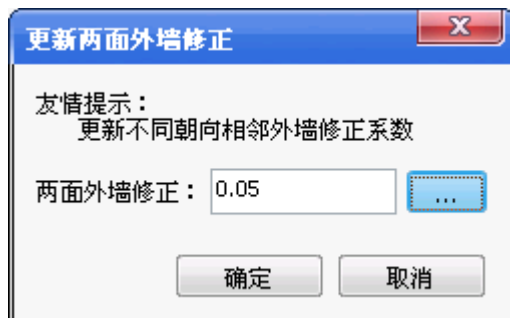 更新两面外墙修正
友情提示：
更新不同朝向相邻外墙修正系数
两面外墙修正： 0.05 ...
确定 取消